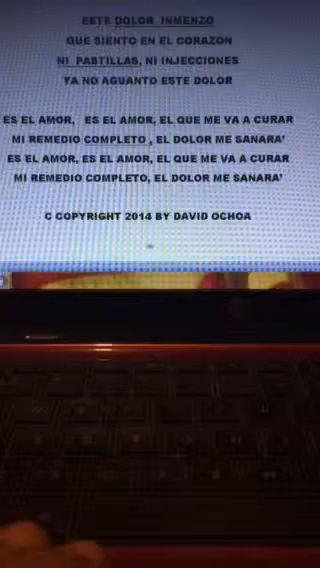 ESTE DOLOR INMENZO
QUE SIENTO EN EL CORAZON
NI PASTILLAS, NI INJECCIONES
YA NO AGUANTO ESTE DOLOR
ES EL AMOR, ES EL AMOR, EL QUE ME VA A CURAR
MI REMEDIO COMPLETO , EL DOLOR ME SANARA'
ES EL AMOR, ES EL AMOR, EL QUE ME VA A CURAR
MI REMEDIO COMPLETO, EL DOLOR ME SANARA'
C COPYRIGHT 2014 BY DAVID OCHOA